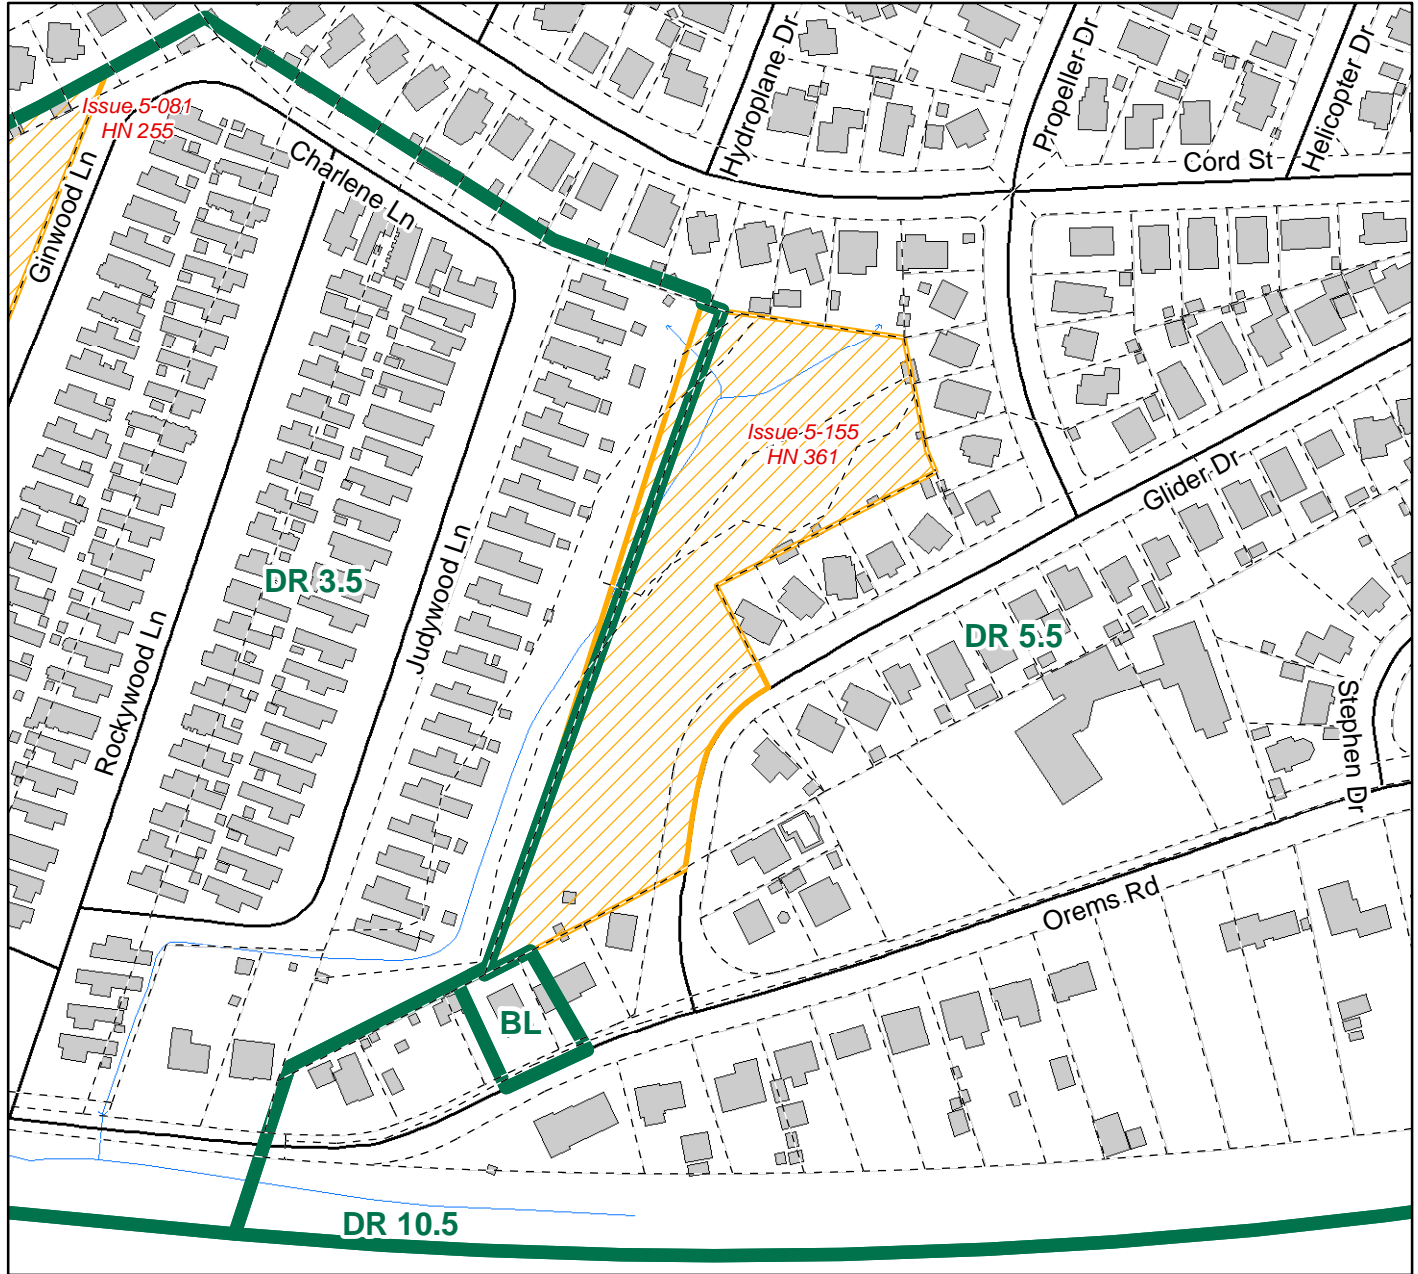 Hydroplane Dr
Propeller Dr
Helicopter Dr
Issue 5-081
HN 255
Cord St
Charlene Ln
Ginwood Ln
Issue 5-155
HN 361
Glider Dr
DR 3.5
Judywood Ln
DR 5.5
Rockywood Ln
Stephen Dr
Orems Rd
BL
DR 10.5